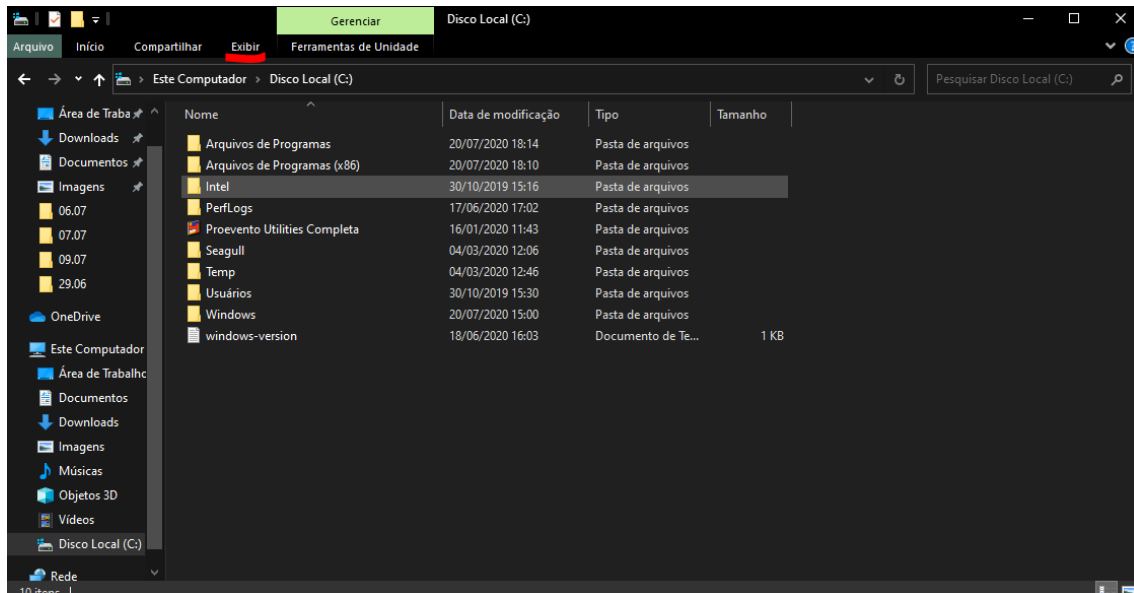 Gerenciar Disco Local (C:)
Arquivo Início Compartilhar Exibir Ferramentas de Unidade
Este Computador › Disco Local (C:) Pesquisar Disco Local (C:)
Nome Data de modificação Tipo Tamanho
Área de Traba
Downloads
Documentos
Imagens
06.07
07.07
09.07
29.06
OneDrive
Este Computador
Área de Trabalho
Documentos
Downloads
Imagens
Músicas
Objetos 3D
Vídeos
Disco Local (C:)
Rede
Arquivos de Programas 20/07/2020 18:14 Pasta de arquivos
Arquivos de Programas (x86) 20/07/2020 18:10 Pasta de arquivos
Intel 30/10/2019 15:16 Pasta de arquivos
PerfLogs 17/06/2020 17:02 Pasta de arquivos
Proevento Utilities Completa 16/01/2020 11:43 Pasta de arquivos
Seagull 04/03/2020 12:06 Pasta de arquivos
Temp 04/03/2020 12:46 Pasta de arquivos
Usuários 30/10/2019 15:30 Pasta de arquivos
Windows 20/07/2020 15:00 Pasta de arquivos
windows-version 18/06/2020 16:03 Documento de Te... 1 KB
10 itens